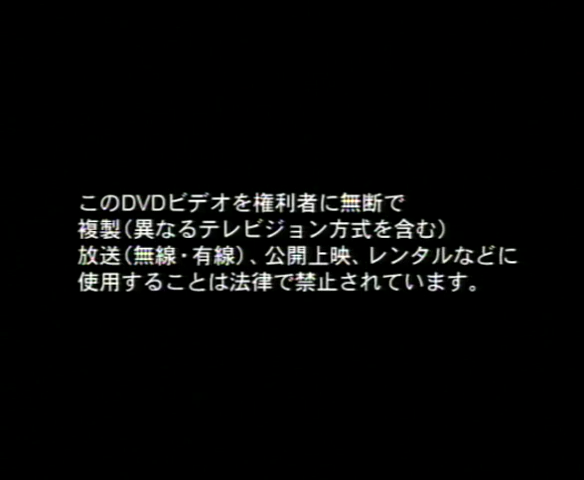 このDVDビデオを権利者に無断で
複製(異なるテレビジョン方式を含む)
放送(無線・有線)、公開上映、レンタルなどに
使用することは法律で禁止されています。